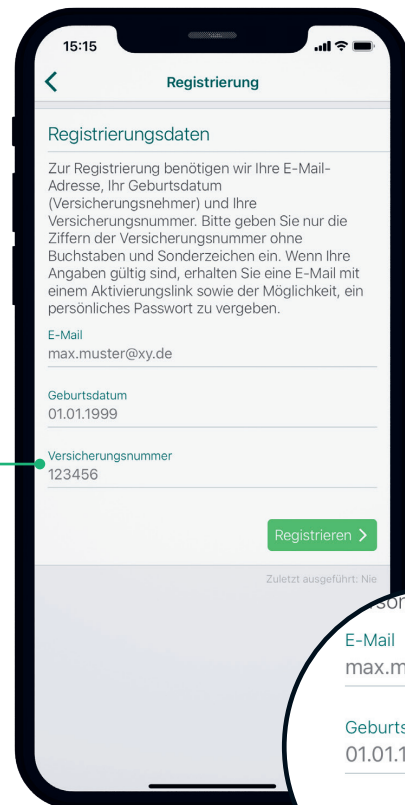 15:15
Registrierung
Registrierungsdaten
Zur Registrierung benötigen wir Ihre E-Mail-
Adresse, Ihr Geburtsdatum
(Versicherungsnehmer) und Ihre
Versicherungsnummer. Bitte geben Sie nur die
Ziffern der Versicherungsnummer ohne
Buchstaben und Sonderzeichen ein. Wenn Ihre
Angaben gültig sind, erhalten Sie eine E-Mail mit
einem Aktivierungslink sowie der Möglichkeit, ein
persönliches Passwort zu vergeben.
E-Mail
max.muster@xy.de
Geburtsdatum
01.01.1999
Versicherungsnummer
123456
Registrieren >
Zuletzt ausgeführt: Nie
E-Mail
max.m
Geburts
01.01.1